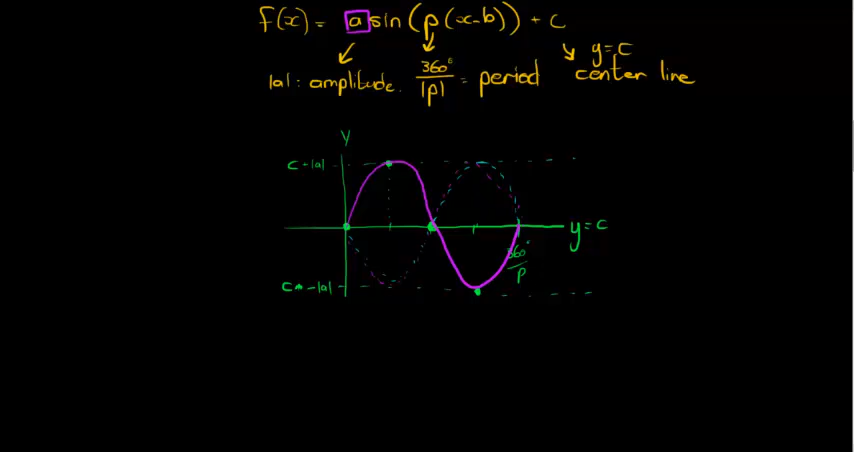 f(x) = a sin(p(x-b)) + c
|a| : amplitude. 360°/|p| = period
y=c
center line
y
c+|a|
y=c
360°/p
c-|a|